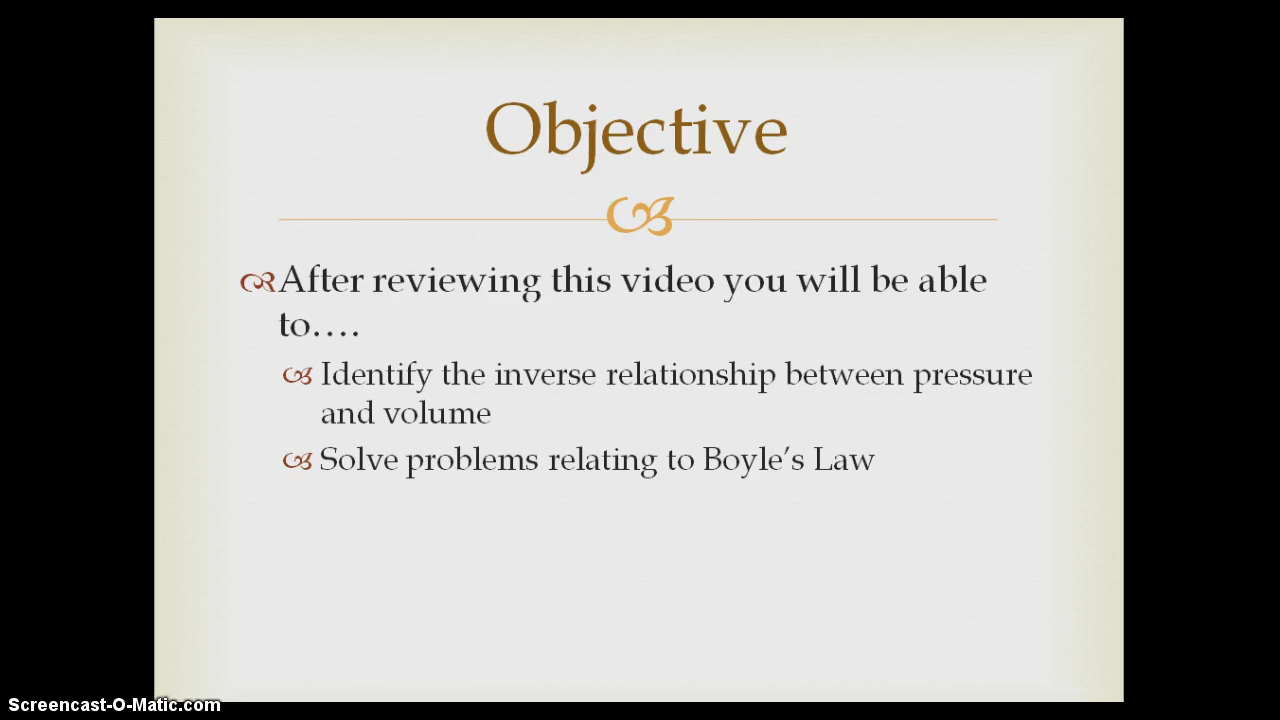 Objective
After reviewing this video you will be able
to….
Identify the inverse relationship between pressure
and volume
Solve problems relating to Boyle’s Law
Screencast-O-Matic.com